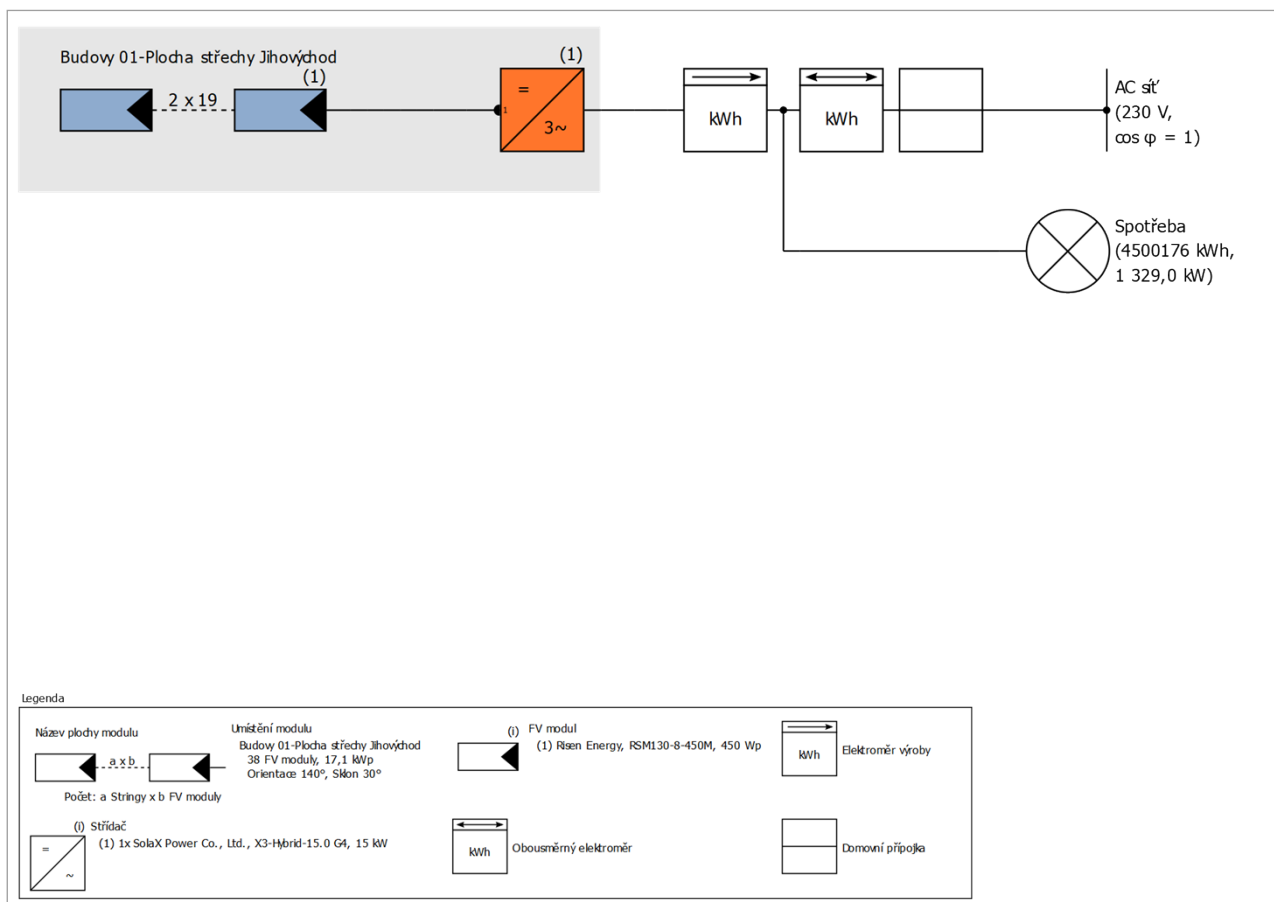 Budovy 01-Plocha střechy Jihovýchod
(1)
2 x 19
(1)
1
=
3~
kWh
kWh
AC síť
(230 V,
cos φ = 1)
Spotřeba
(4500176 kWh,
1 329,0 kW)
Legenda
Název plochy modulu
a x b
Počet: a Stringy x b FV moduly
Umístění modulu
Budovy 01-Plocha střechy Jihovýchod
38 FV moduly, 17,1 kWp
Orientace 140°, Sklon 30°
(i) FV modul
(1) Risen Energy, RSM130-8-450M, 450 Wp
kWh
Elektroměr výroby
(i) Střídač
(1) 1x SolaX Power Co., Ltd., X3-Hybrid-15.0 G4, 15 kW
=
~
kWh
Obousměrný elektroměr
Domovní přípojka